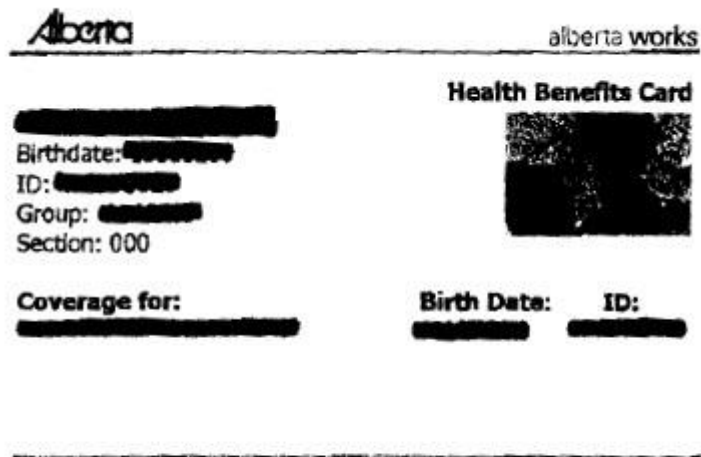 Alberta
alberta works
Health Benefits Card
Birthdate:
ID:
Group:
Section: 000
Coverage for: Birth Date: ID: